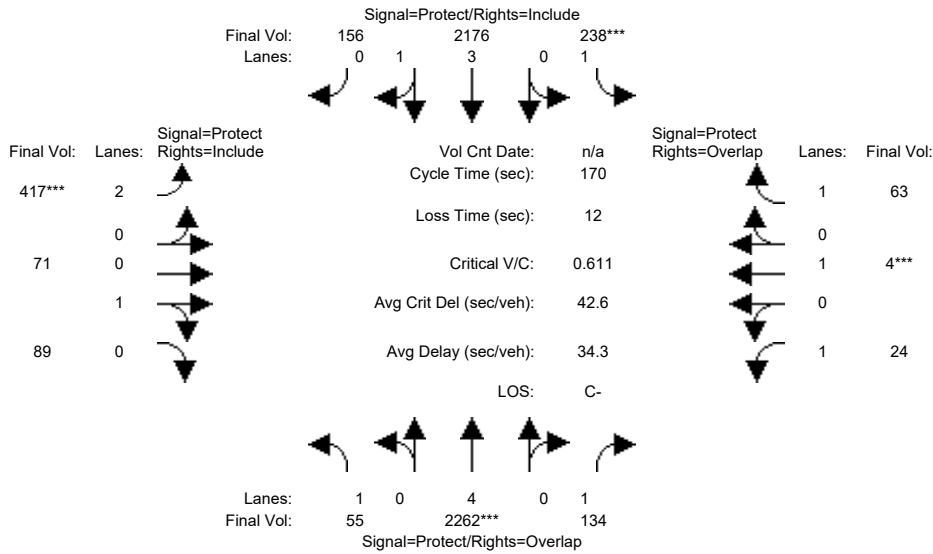 Signal=Protect/Rights=Include
Final Vol: 156 2176 238***
Lanes: 0 1 3 0 1
Signal=Protect
Final Vol: Lanes: Rights=Include
Vol Cnt Date: n/a
Signal=Protect
Rights=Overlap Lanes: Final Vol:
Cycle Time (sec): 170
417*** 2
1 63
Loss Time (sec): 12
0
0
71 0
Critical V/C: 0.611
1 4***
1
Avg Crit Del (sec/veh): 42.6
0
89 0
Avg Delay (sec/veh): 34.3
1 24
LOS: C-
Lanes: 1 0 4 0 1
Final Vol: 55 2262*** 134
Signal=Protect/Rights=Overlap